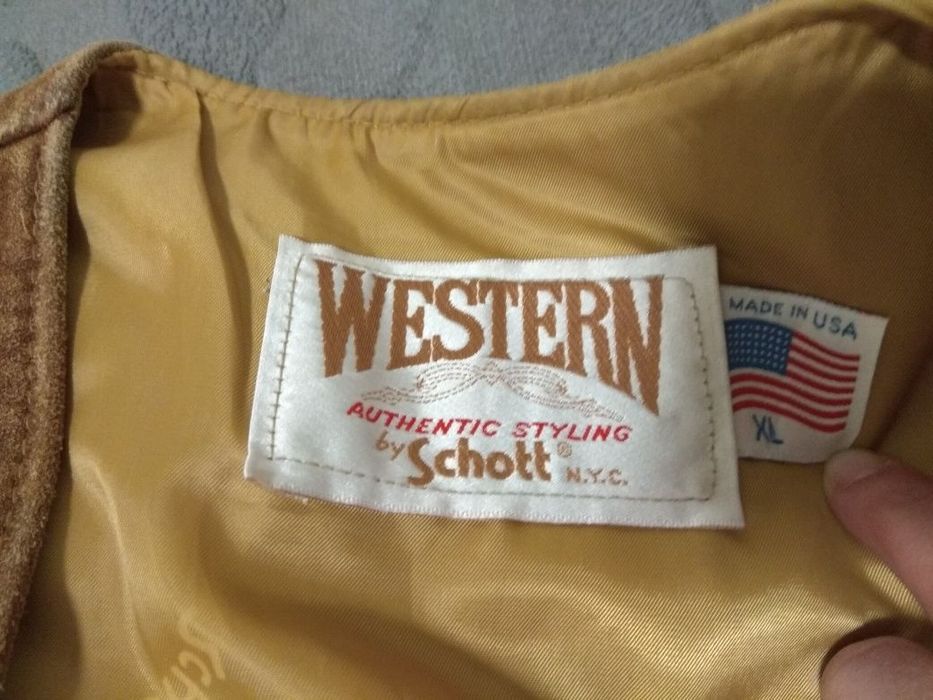 WESTERN
AUTHENTIC STYLING
by Schott® N.Y.C.
MADE IN USA
XL